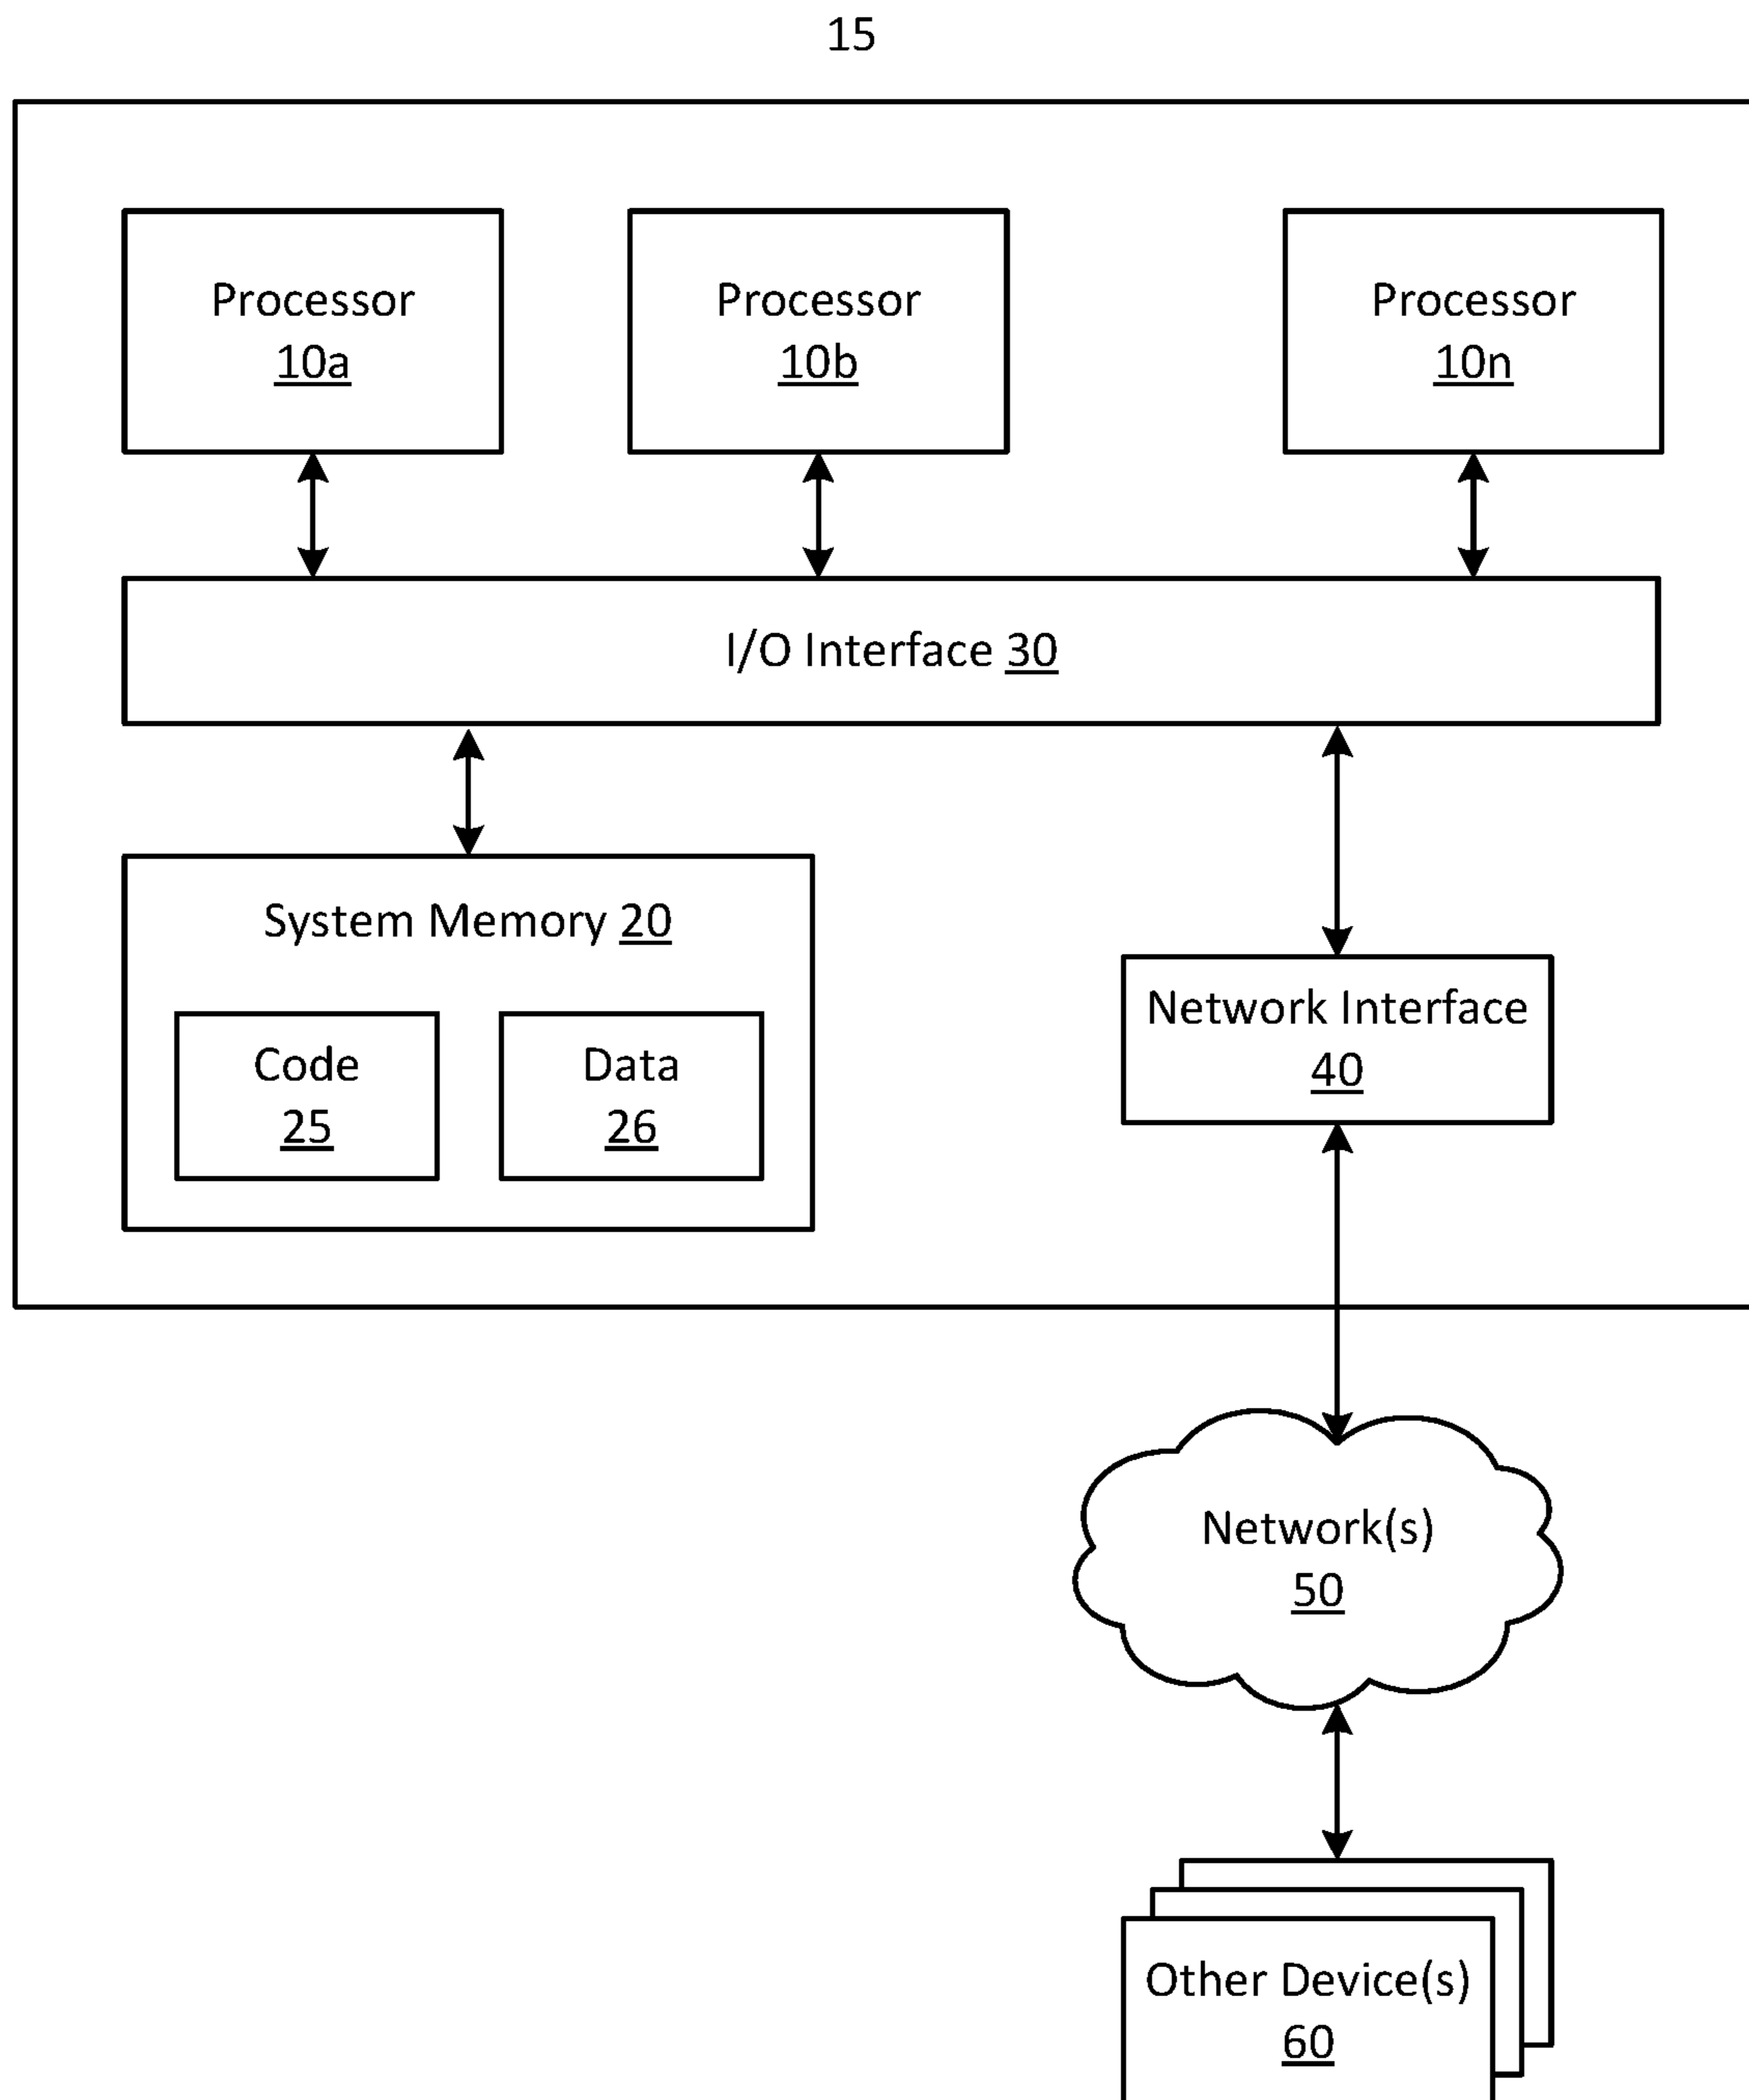 15
Processor
10a
Processor
10b
Processor
10n
I/O Interface 30
System Memory 20
Code
25
Data
26
Network Interface
40
Network(s)
50
Other Device(s)
60